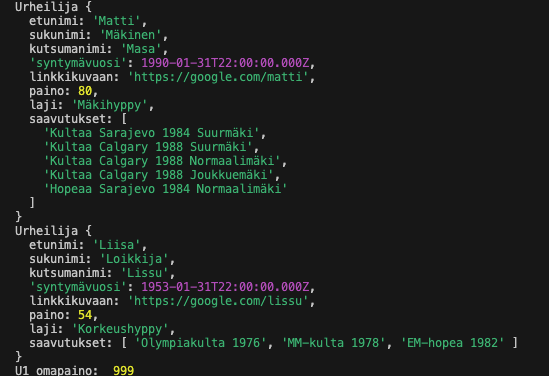 Urheilija {
  etunimi: 'Matti',
  sukunimi: 'Mäkinen',
  kutsumanimi: 'Masa',
  'syntymävuosi': 1990-01-31T22:00:00.000Z,
  linkkikuvaan: 'https://google.com/matti',
  paino: 80,
  laji: 'Mäkihyppy',
  saavutukset: [
    'Kultaa Sarajevo 1984 Suurmäki',
    'Kultaa Calgary 1988 Suurmäki',
    'Kultaa Calgary 1988 Normaalimäki',
    'Kultaa Calgary 1988 Joukkuemäki',
    'Hopeaa Sarajevo 1984 Normaalimäki'
  ]
}
Urheilija {
  etunimi: 'Liisa',
  sukunimi: 'Loikkija',
  kutsumanimi: 'Lissu',
  'syntymävuosi': 1953-01-31T22:00:00.000Z,
  linkkikuvaan: 'https://google.com/lissu',
  paino: 54,
  laji: 'Korkeushyppy',
  saavutukset: [ 'Olympiakulta 1976', 'MM-kulta 1978', 'EM-hopea 1982' ]
}
U1 omapaino:  999